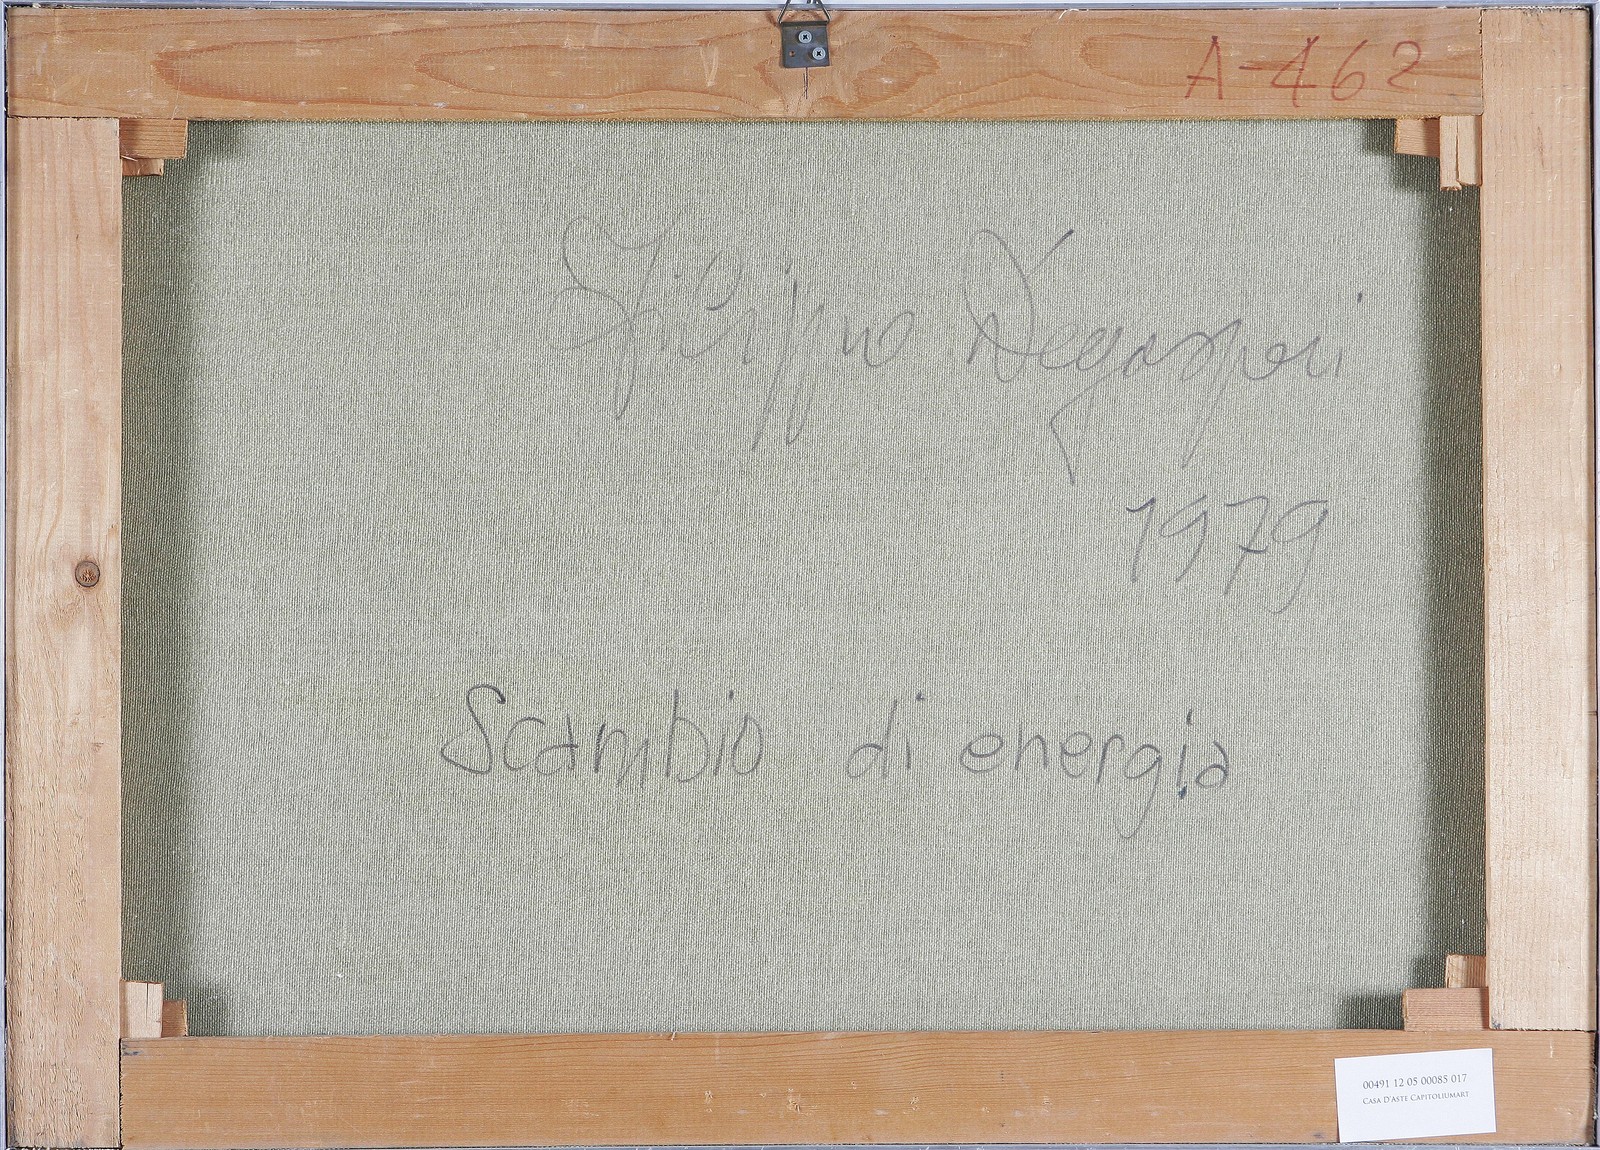 A-462
Filippo Degasperi
1979
Scambio di energia
00491 12 05 00085 017
Casa D'Aste Capitoliumart